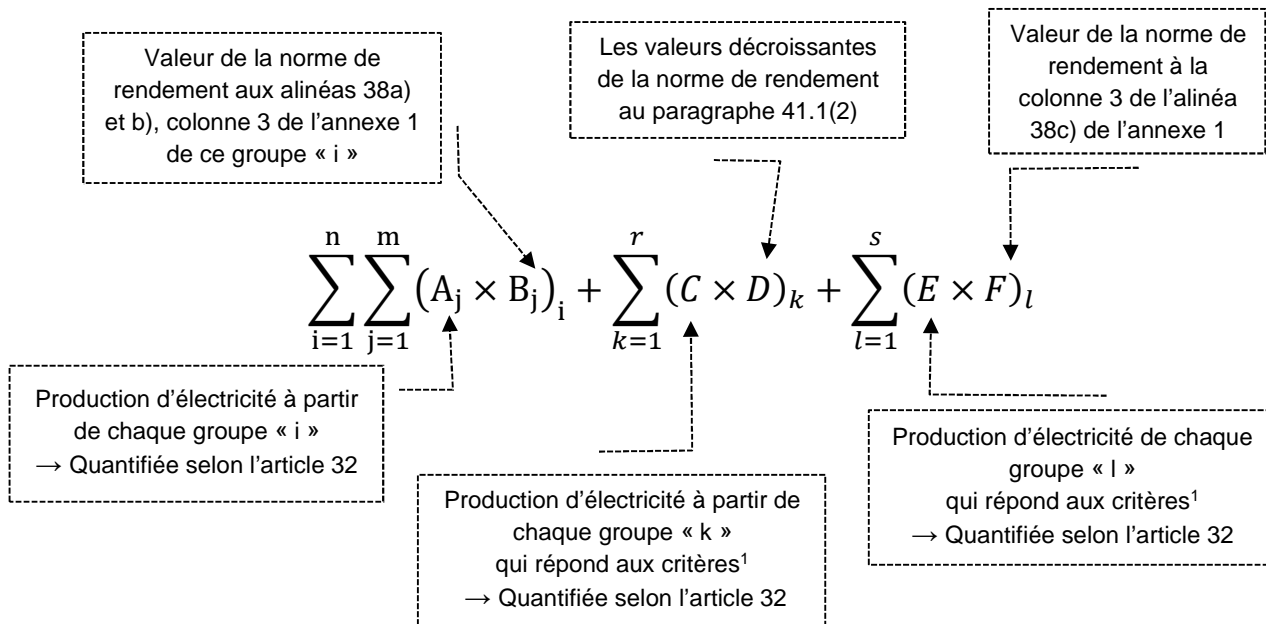 Valeur de la norme de
rendement aux alinéas 38a)
et b), colonne 3 de l’annexe 1
de ce groupe « i »
Les valeurs décroissantes
de la norme de rendement
au paragraphe 41.1(2)
Valeur de la norme de
rendement à la
colonne 3 de l’alinéa
38c) de l’annexe 1
n m r s
∑ ∑ (Aj × Bj)i + ∑ (C × D)k + ∑ (E × F)l
i=1 j=1 k=1 l=1
Production d’électricité à partir
de chaque groupe « i »
→ Quantifiée selon l’article 32
Production d’électricité à partir de
chaque groupe « k »
qui répond aux critères¹
→ Quantifiée selon l’article 32
Production d’électricité de chaque
groupe « l »
qui répond aux critères¹
→ Quantifiée selon l’article 32